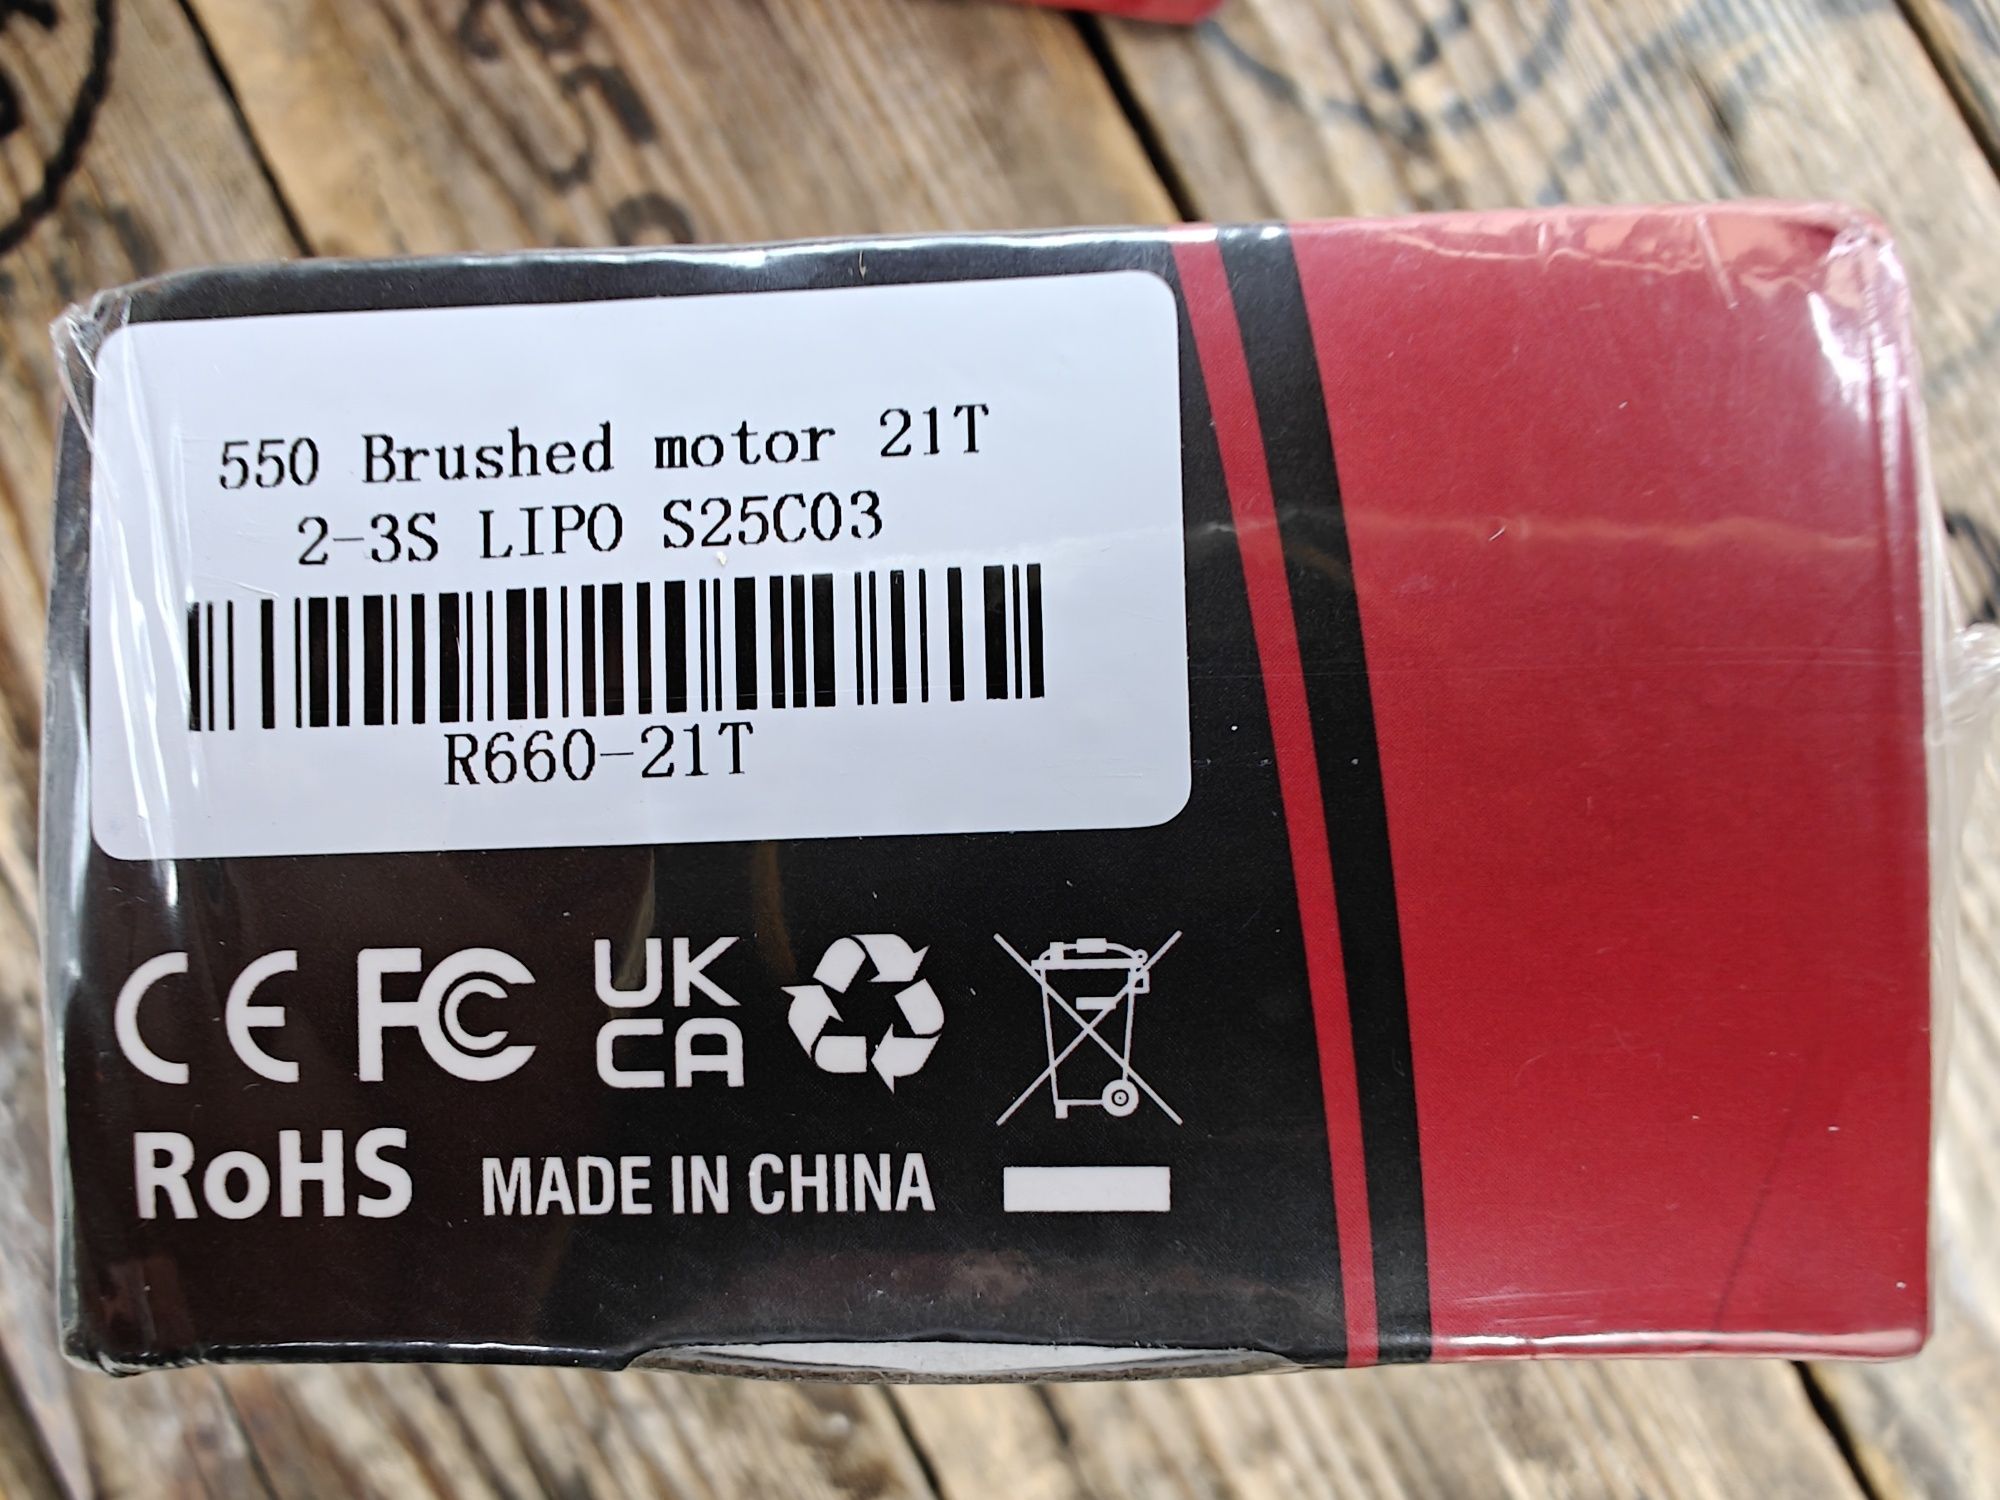 550 Brushed motor 21T
2-3S LIPO S25C03
R660-21T
CE FC UK CA
RoHS MADE IN CHINA